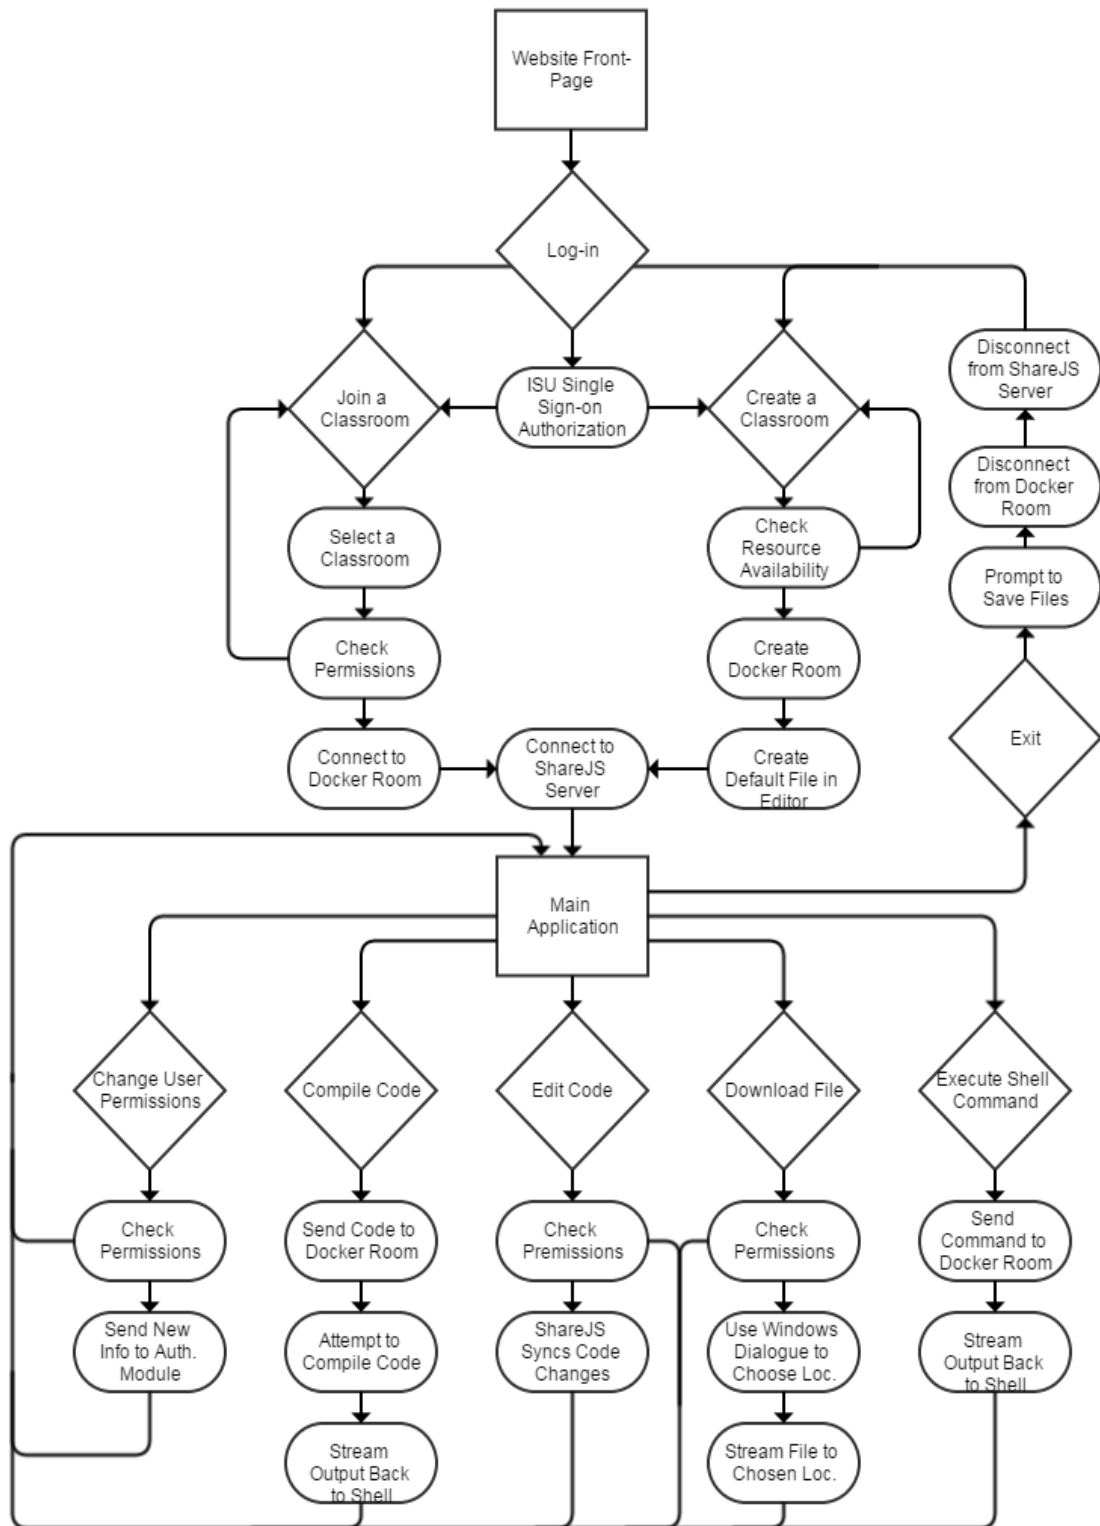 Website Front-
Page
Log-in
Join a
Classroom
ISU Single
Sign-on
Authorization
Create a
Classroom
Disconnect
from ShareJS
Server
Disconnect
from Docker
Room
Select a
Classroom
Check
Resource
Availability
Prompt to
Save Files
Check
Permissions
Create
Docker Room
Exit
Connect to
Docker Room
Connect to
ShareJS
Server
Create
Default File in
Editor
Main
Application
Change User
Permissions
Compile Code
Edit Code
Download File
Execute Shell
Command
Check
Permissions
Send Code to
Docker Room
Check
Premissions
Check
Permissions
Send
Command to
Docker Room
Send New
Info to Auth.
Module
Attempt to
Compile Code
ShareJS
Syncs Code
Changes
Use Windows
Dialogue to
Choose Loc.
Stream
Output Back
to Shell
Stream
Output Back
to Shell
Stream File to
Chosen Loc.